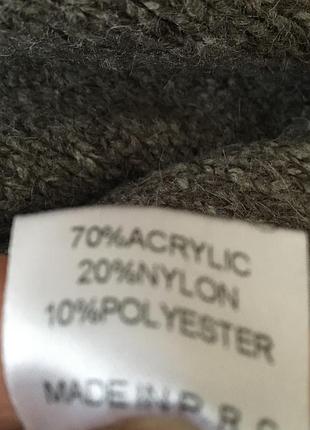 70%ACRYLIC
20%NYLON
10%POLYESTER
MADE IN P.R.C